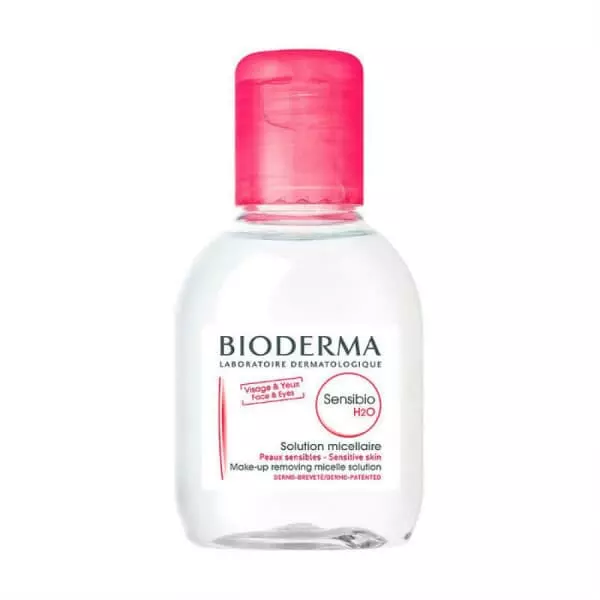 BIODERMA
LABORATOIRE DERMATOLOGIQUE
Visage & Yeux
Face & Eyes
Sensibio
H2O
Solution micellaire
Peaux sensibles - Sensitive skin
Make-up removing micelle solution
DERMO-BREVETÉ/DERMO-PATENTED